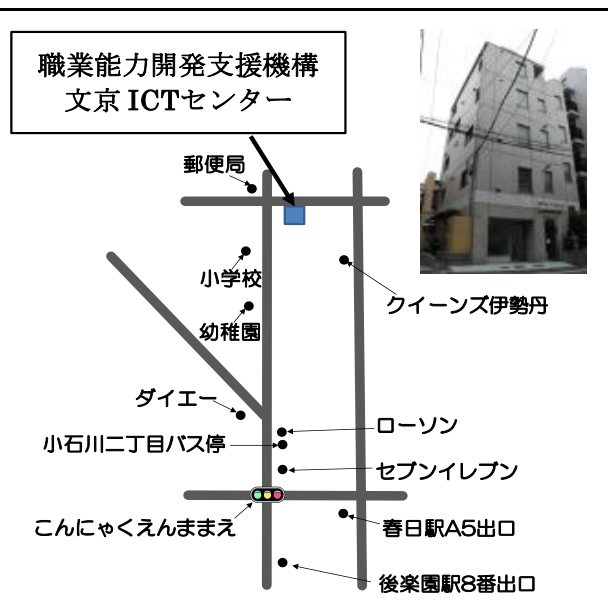 職業能力開発支援機構
文京 ICTセンター
郵便局
小学校
クイーンズ伊勢丹
幼稚園
ダイエー
ローソン
小石川二丁目バス停
セブンイレブン
こんにゃくえんままえ
春日駅A5出口
後楽園駅8番出口